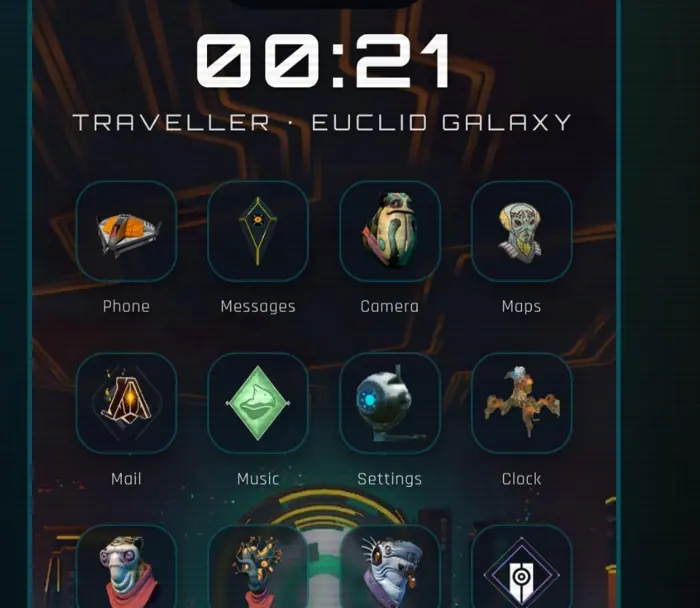 00:21
TRAVELLER · EUCLID GALAXY
Phone Messages Camera Maps
Mail Music Settings Clock